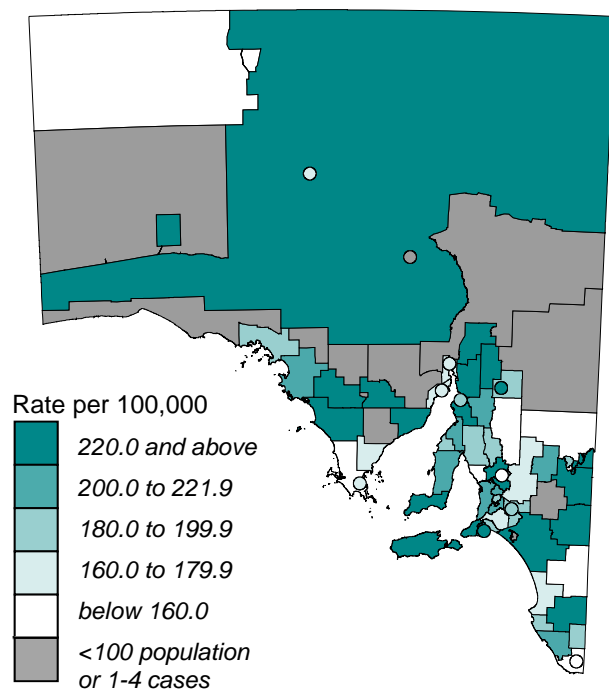 Rate per 100,000
220.0 and above
200.0 to 221.9
180.0 to 199.9
160.0 to 179.9
below 160.0
<100 population
or 1-4 cases